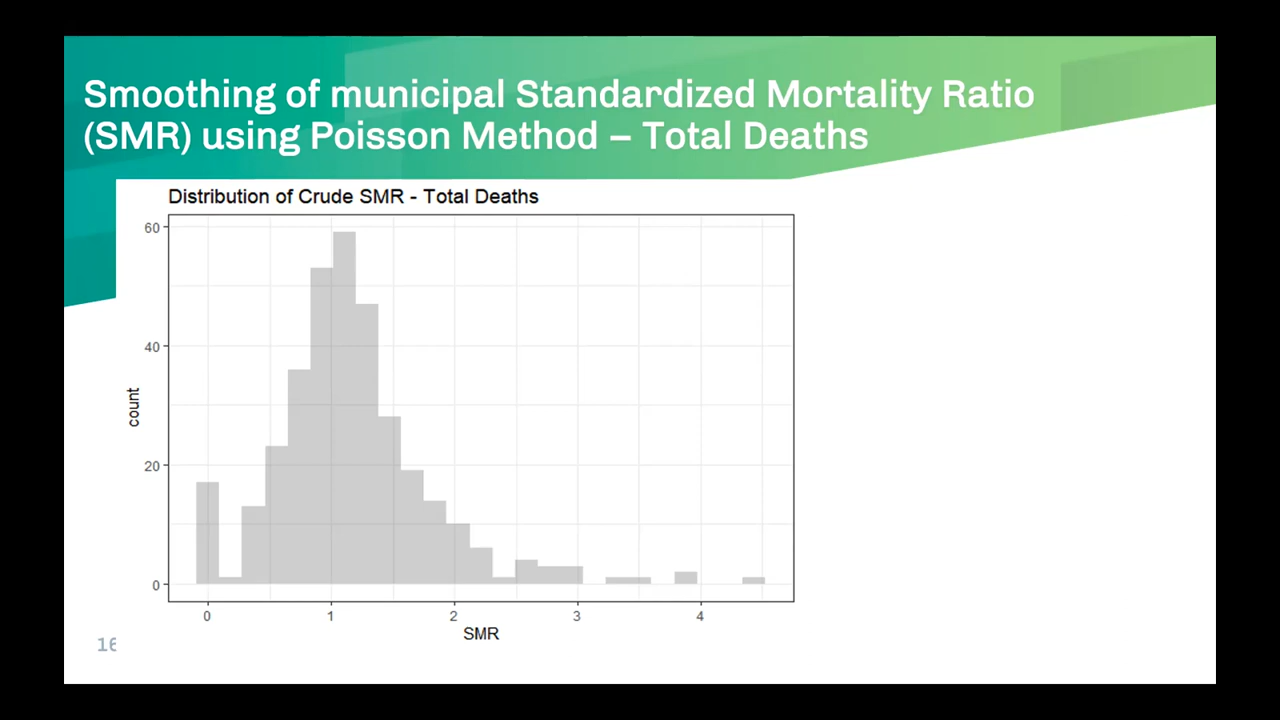 Smoothing of municipal Standardized Mortality Ratio
(SMR) using Poisson Method – Total Deaths
Distribution of Crude SMR - Total Deaths
60
40
20
0
count
0 1 2 3 4
SMR
16